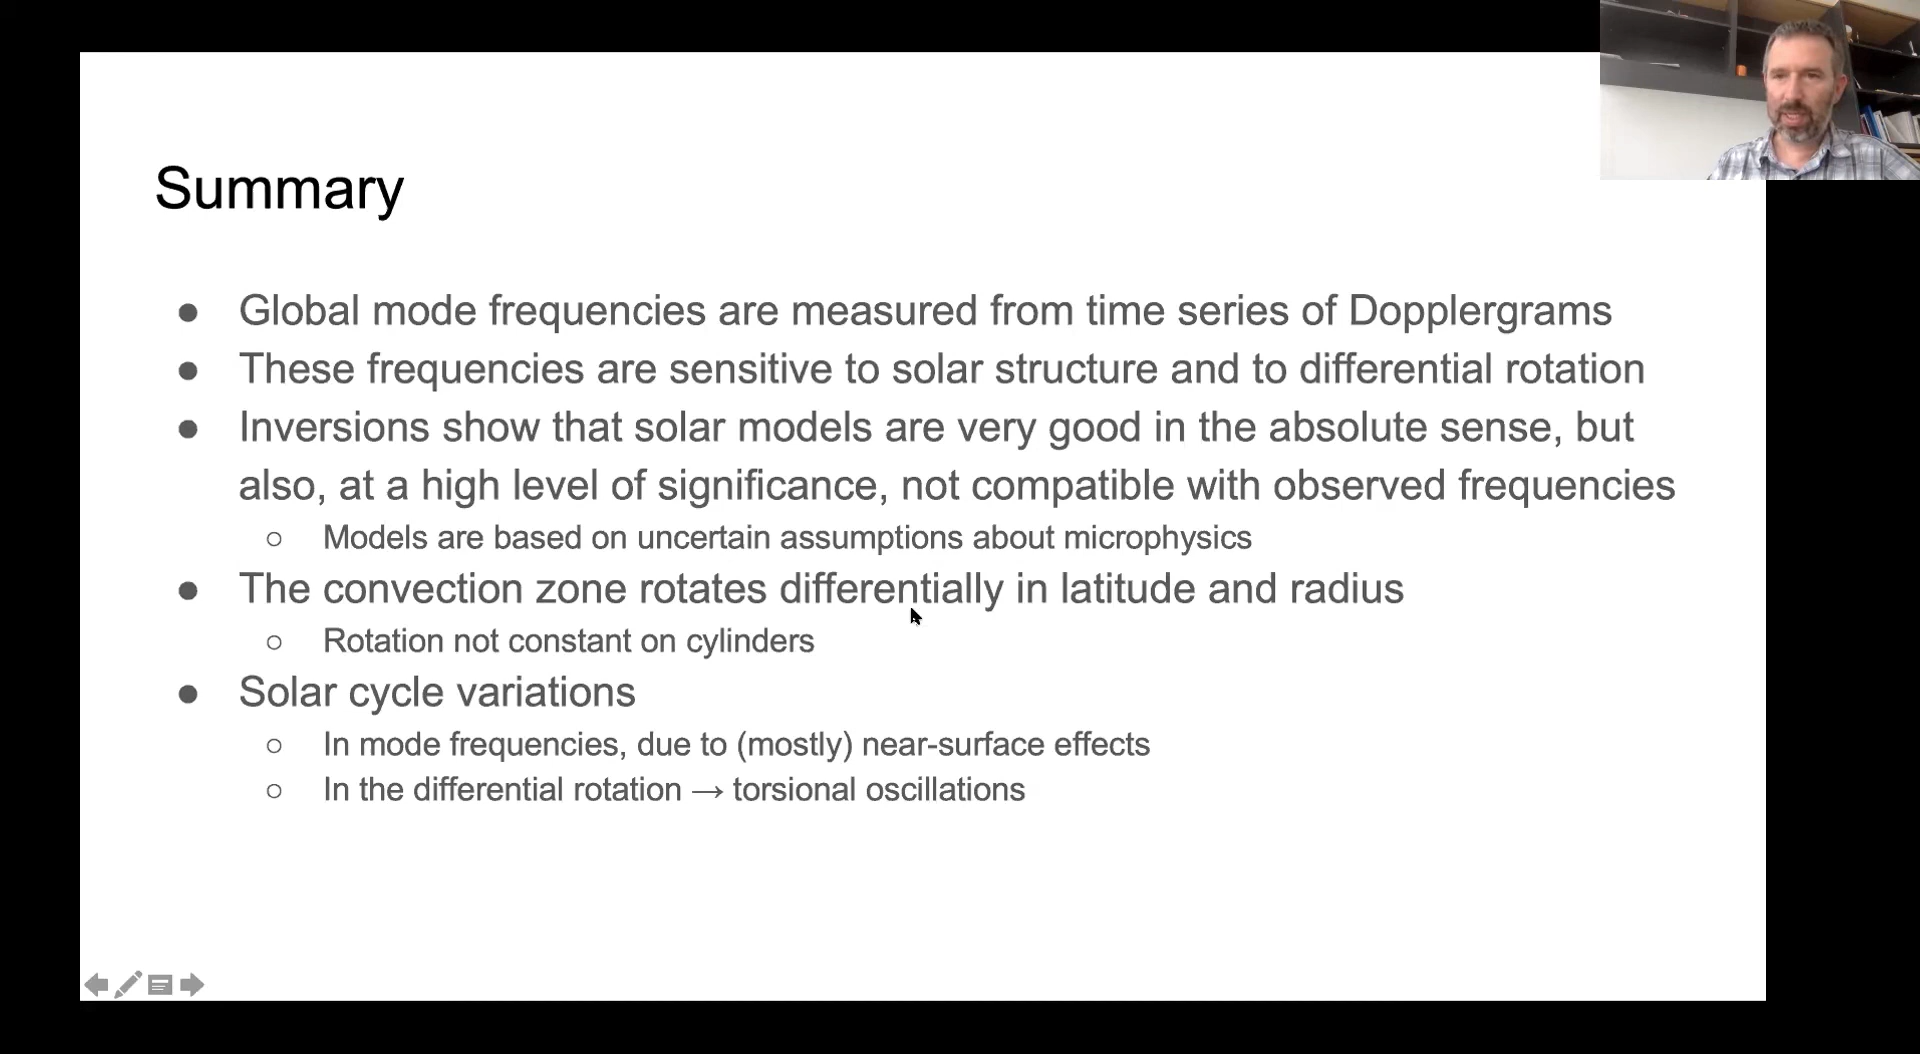 Summary
● Global mode frequencies are measured from time series of Dopplergrams
● These frequencies are sensitive to solar structure and to differential rotation
● Inversions show that solar models are very good in the absolute sense, but
also, at a high level of significance, not compatible with observed frequencies
○ Models are based on uncertain assumptions about microphysics
● The convection zone rotates differentially in latitude and radius
○ Rotation not constant on cylinders
● Solar cycle variations
○ In mode frequencies, due to (mostly) near-surface effects
○ In the differential rotation → torsional oscillations